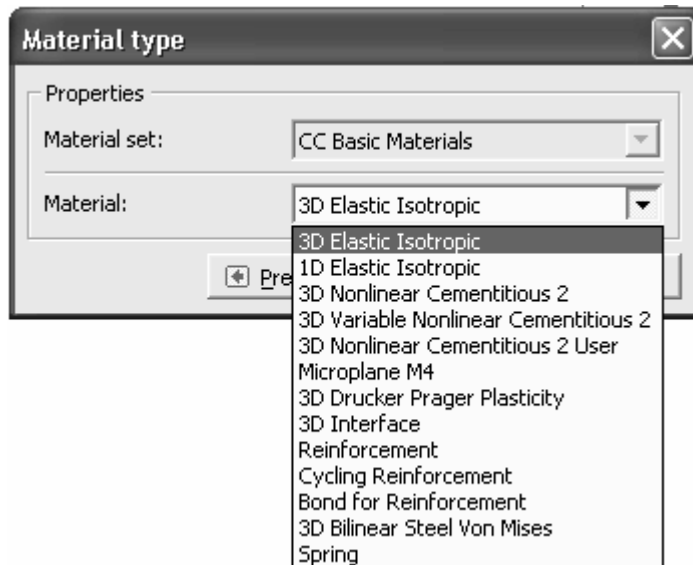 Material type
Properties
Material set: CC Basic Materials
Material: 3D Elastic Isotropic
3D Elastic Isotropic
1D Elastic Isotropic
3D Nonlinear Cementitious 2
3D Variable Nonlinear Cementitious 2
3D Nonlinear Cementitious 2 User
Microplane M4
3D Drucker Prager Plasticity
3D Interface
Reinforcement
Cycling Reinforcement
Bond for Reinforcement
3D Bilinear Steel Von Mises
Spring
Pre